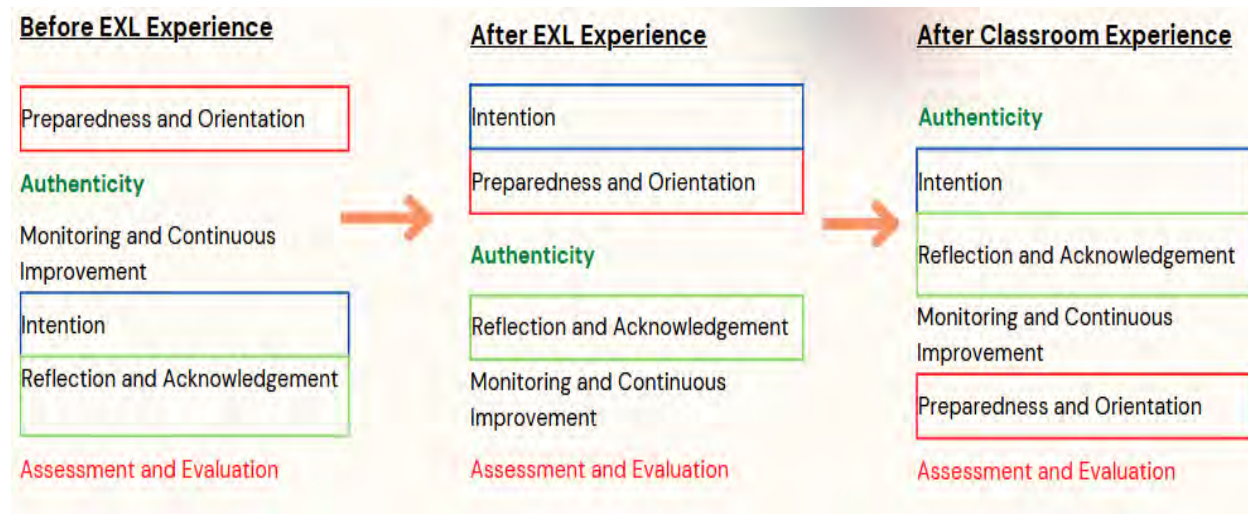 Before EXL Experience
Preparedness and Orientation
Authenticity
Monitoring and Continuous
Improvement
Intention
Reflection and Acknowledgement
Assessment and Evaluation
After EXL Experience
Intention
Preparedness and Orientation
Authenticity
Reflection and Acknowledgement
Monitoring and Continuous
Improvement
Assessment and Evaluation
After Classroom Experience
Authenticity
Intention
Reflection and Acknowledgement
Monitoring and Continuous
Improvement
Preparedness and Orientation
Assessment and Evaluation